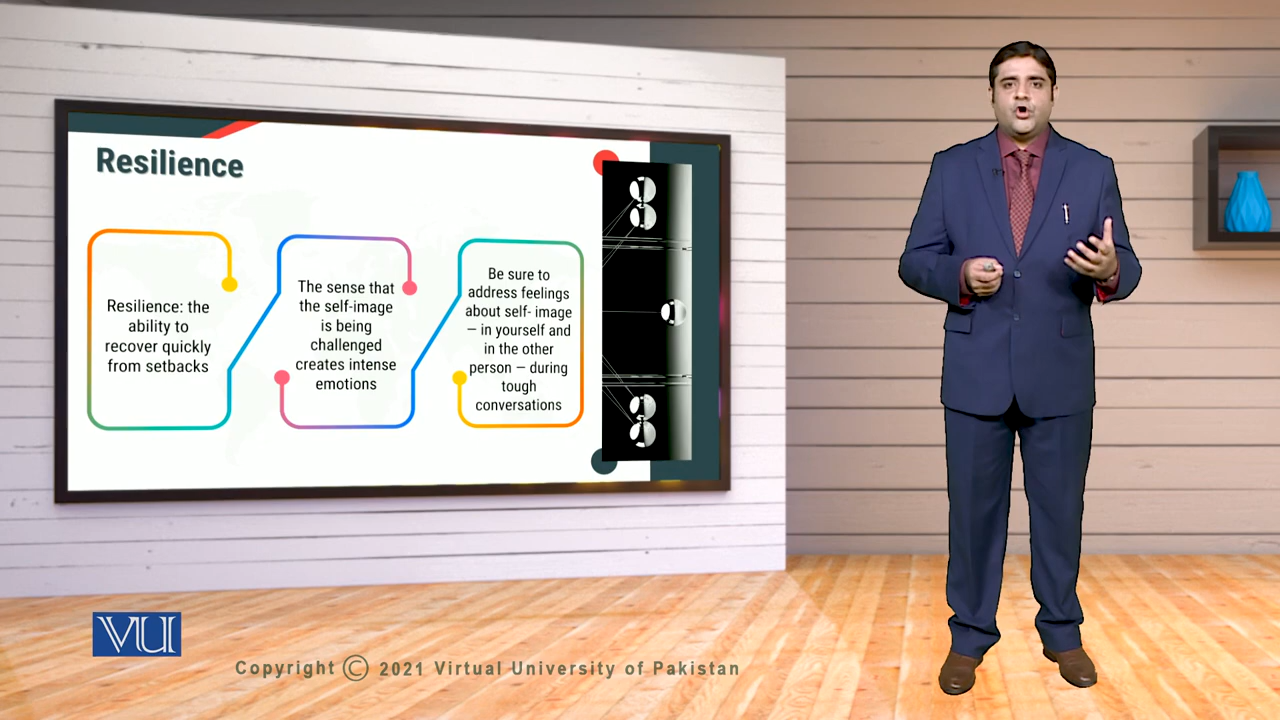 Resilience
Resilience: the
ability to
recover quickly
from setbacks
The sense that
the self-image
is being
challenged
creates intense
emotions
Be sure to
address feelings
about self- image
– in yourself and
in the other
person – during
tough
conversations
VU
Copyright © 2021 Virtual University of Pakistan